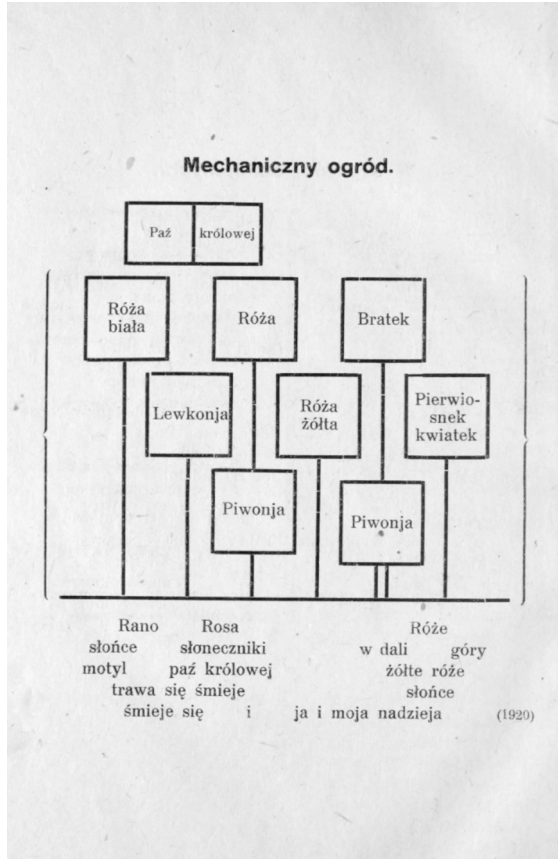 Mechaniczny ogród.
Paź królowej
Róża
biała
Róża
Bratek
Lewkonja
Róża
żółta
Pierwio-
snek
kwiatek
Piwonja
Piwonja
Rano Rosa Róże
słońce słoneczniki w dali góry
motyl paź królowej żółte róże
trawa się śmieje słońce
śmieje się i ja i moja nadzieja (1920)